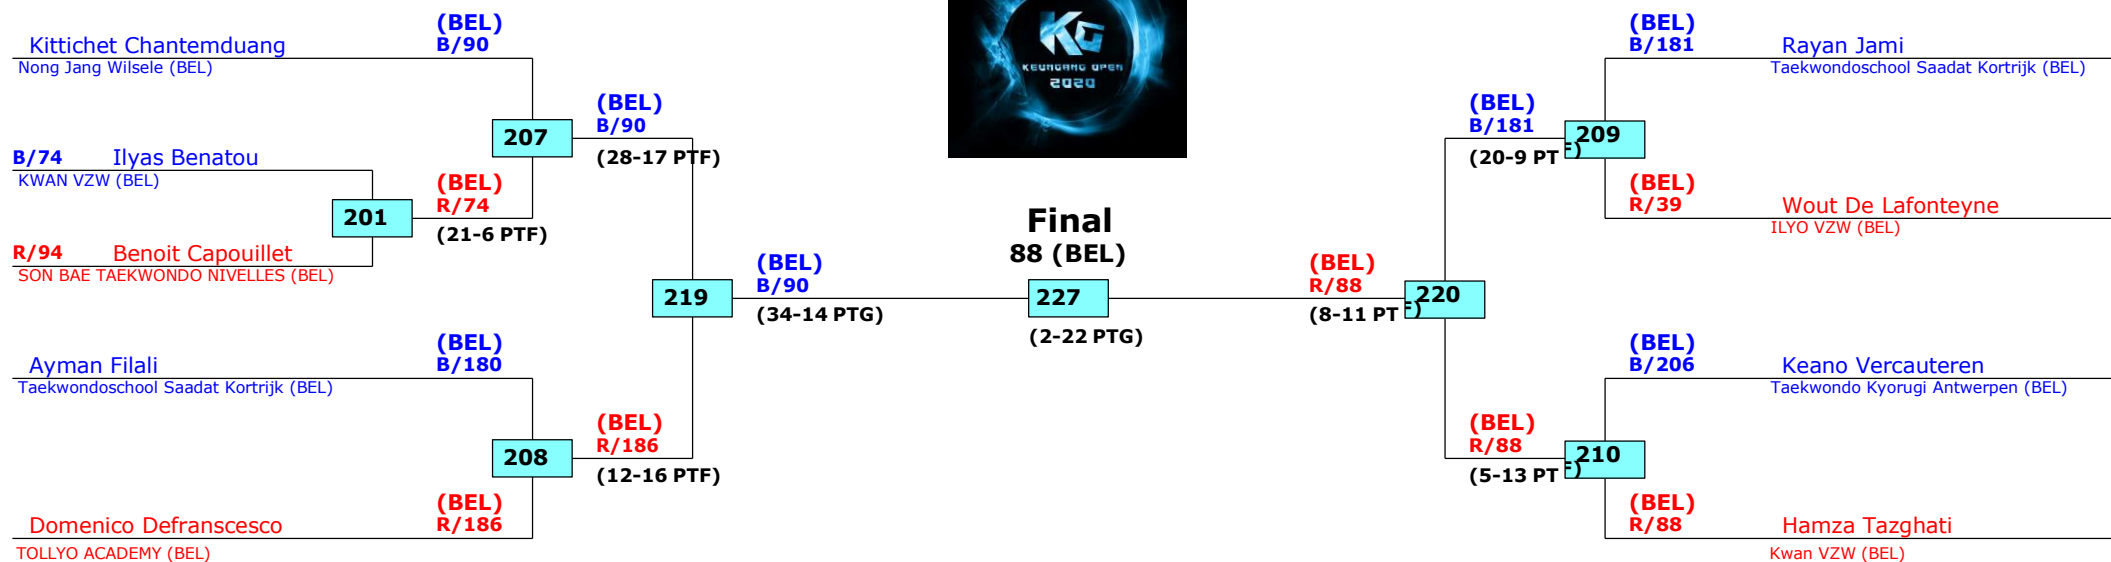 (BEL)
B/90
Kittichet Chantemduang
Nong Jang Wilsele (BEL)
B/74 Ilyas Benatou
KWAN VZW (BEL)
201
R/94 Benoit Capouillet
SON BAE TAEKWONDO NIVELLES (BEL)
(BEL)
R/74
(21-6 PTF)
207
(BEL)
B/90
(28-17 PTF)
(BEL)
B/180
Ayman Filali
Taekwondoschool Saadat Kortrijk (BEL)
208
(BEL)
R/186
Domenico Defranscesco
TOLLYO ACADEMY (BEL)
(BEL)
R/186
(12-16 PTF)
219
(BEL)
B/90
(34-14 PTG)
KG
KEUMGANG OPEN
2020
Final
88 (BEL)
227
(2-22 PTG)
(BEL)
R/88
(8-11 PTF)
220
(BEL)
B/181
(20-9 PTF)
209
(BEL)
B/181
Rayan Jami
Taekwondoschool Saadat Kortrijk (BEL)
(BEL)
R/39
Wout De Lafonteyne
ILYO VZW (BEL)
(BEL)
R/88
(5-13 PTF)
210
(BEL)
B/206
Keano Vercauteren
Taekwondo Kyorugi Antwerpen (BEL)
(BEL)
R/88
Hamza Tazghati
Kwan VZW (BEL)